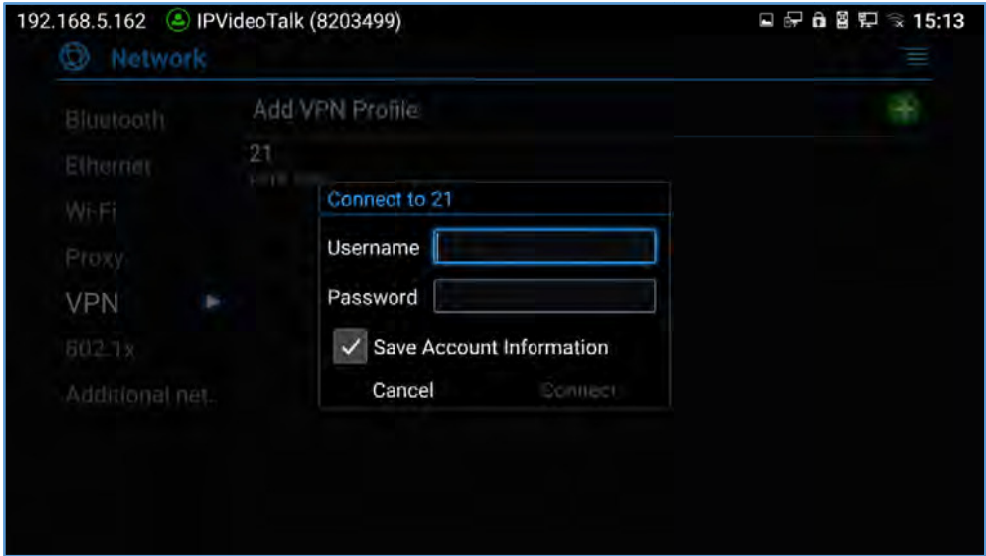 192.168.5.162 IPVideoTalk (8203499) 15:13
Network
Add VPN Profile
Bluetooth
21
Ethernet
Wi-Fi
Proxy
VPN
802.1x
Additional net.
Connect to 21
Username
Password
Save Account Information
Cancel Connect